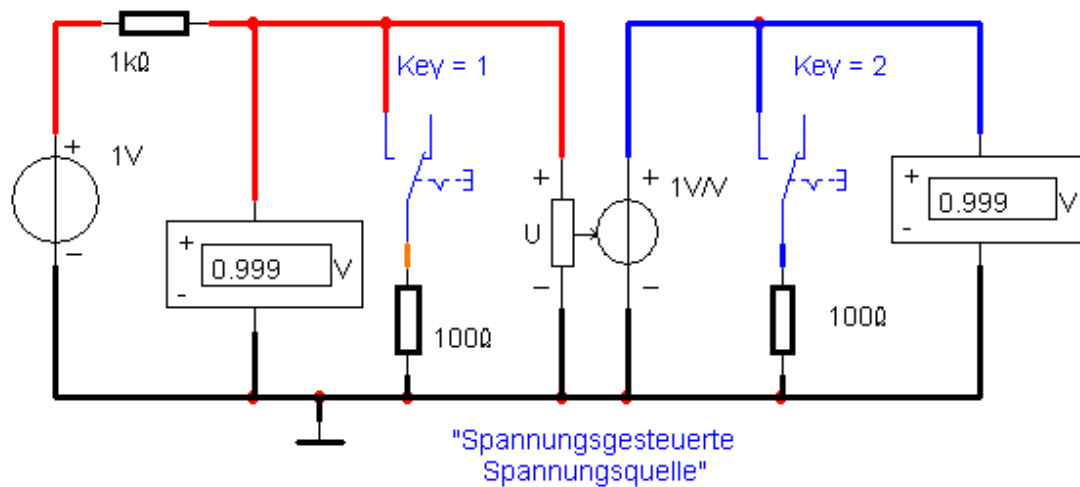 1kΩ
Key = 1
Key = 2
+
1V
−
+
0.999
V
-
100Ω
+
U
−
+
1V/V
−
100Ω
+
0.999
V
-
"Spannungsgesteuerte
Spannungsquelle"